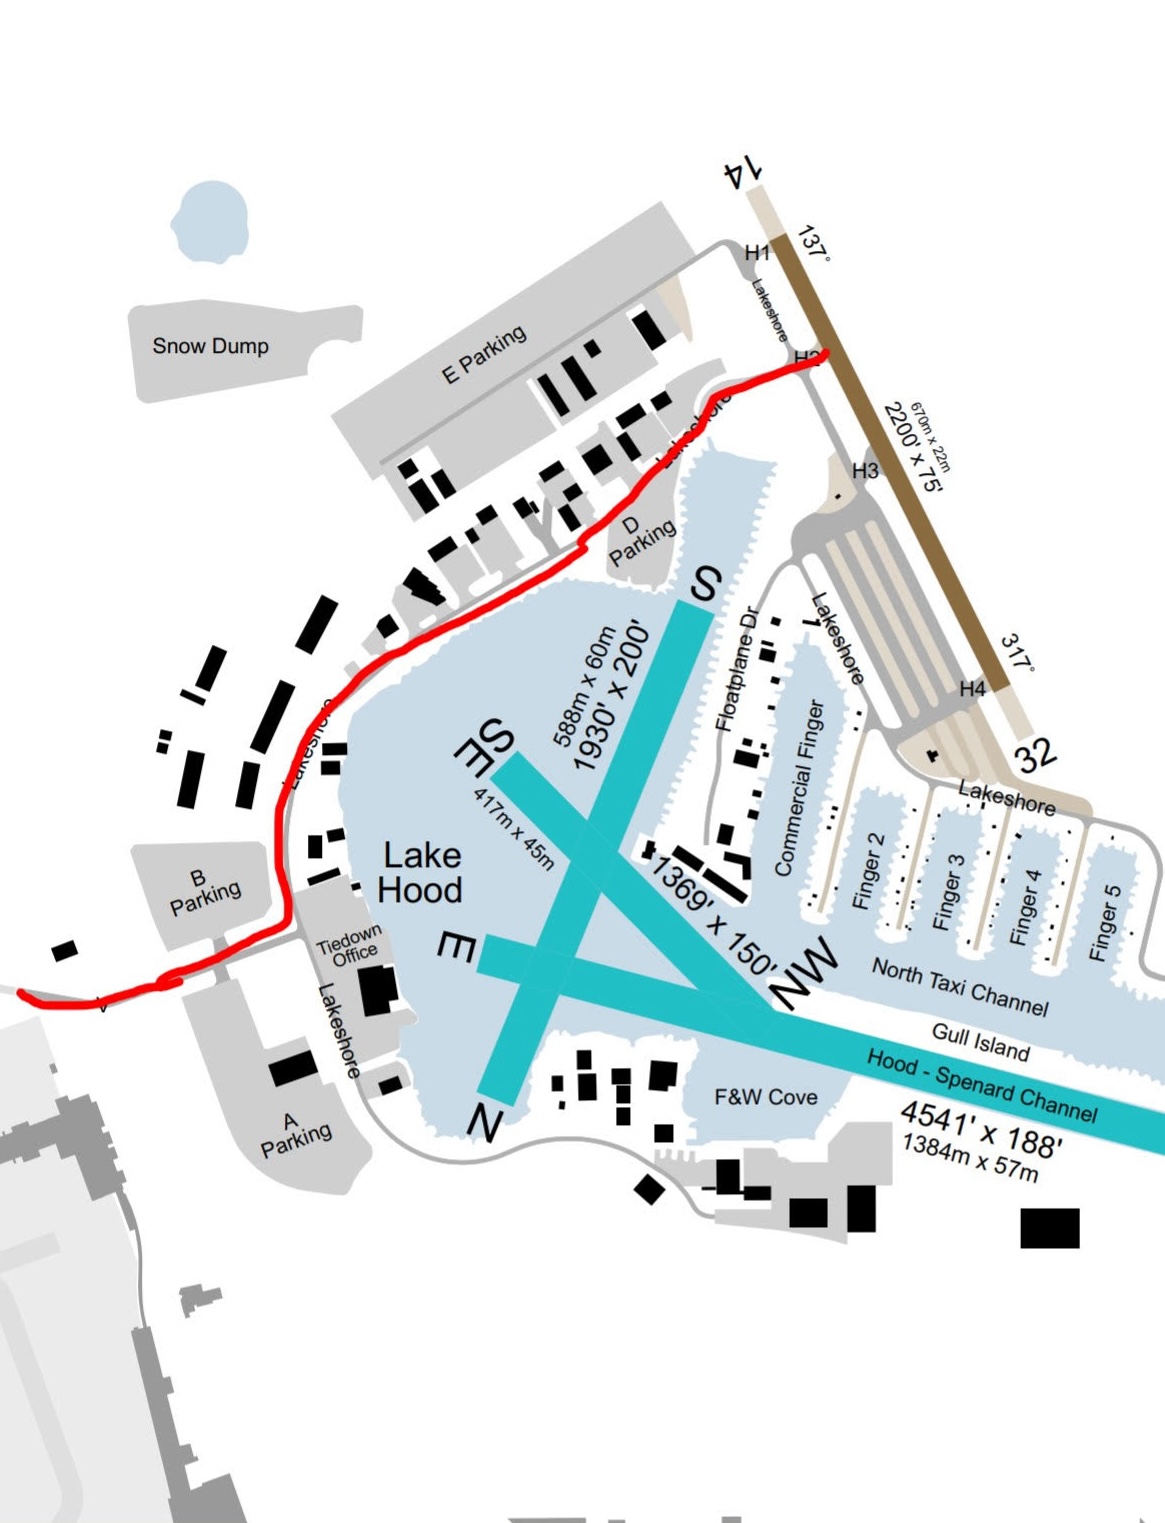 14
137°
H1
Lakeshore
Snow Dump
E Parking
H2
Lakeshore
670m x 22m
2200' x 75'
H3
D
Parking
S
588m x 60m
1930' x 200'
Floatplane Dr
Lakeshore
317°
H4
32
Lakeshore
SE
417m x 45m
Commercial Finger
Lakeshore
Lake
Hood
B
Parking
1369' x 150'
Finger 2
Finger 3
Finger 4
Finger 5
Tiedown
Office
E
NW
North Taxi Channel
V
Lakeshore
Gull Island
Hood - Spenard Channel
F&W Cove
A
Parking
N
4541' x 188'
1384m x 57m